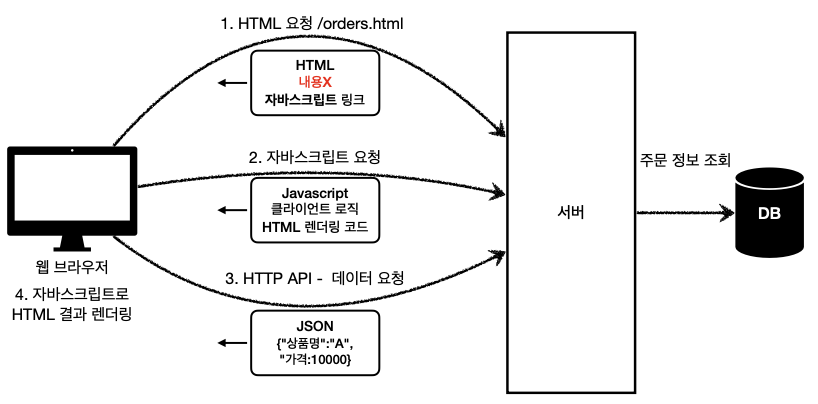 1. HTML 요청 /orders.html
HTML
내용X
자바스크립트 링크
2. 자바스크립트 요청
Javascript
클라이언트 로직
HTML 렌더링 코드
웹 브라우저
4. 자바스크립트로
HTML 결과 렌더링
3. HTTP API - 데이터 요청
JSON
{"상품명":"A",
"가격:10000}
서버
주문 정보 조회
DB